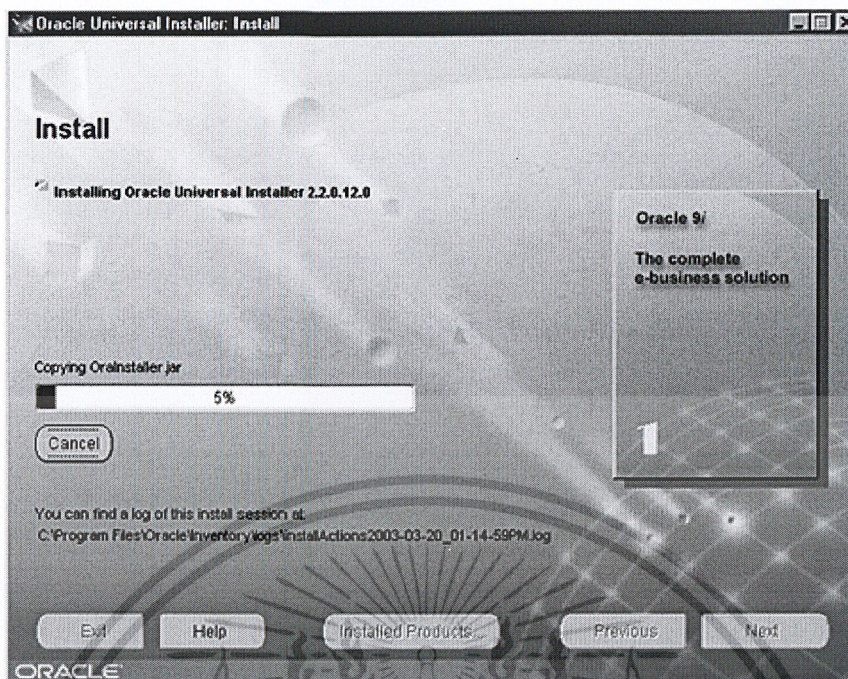 Oracle Universal Installer: Install
Install
Installing Oracle Universal Installer 2.2.0.12.0
Oracle 9i
The complete
e-business solution
Copying OraInstaller.jar
5%
1
Cancel
You can find a log of this install session at:
C:\Program Files\Oracle\Inventory\logs\installActions2003-03-20_01-14-59PM.log
Exit Help Installed Products... Previous Next
ORACLE